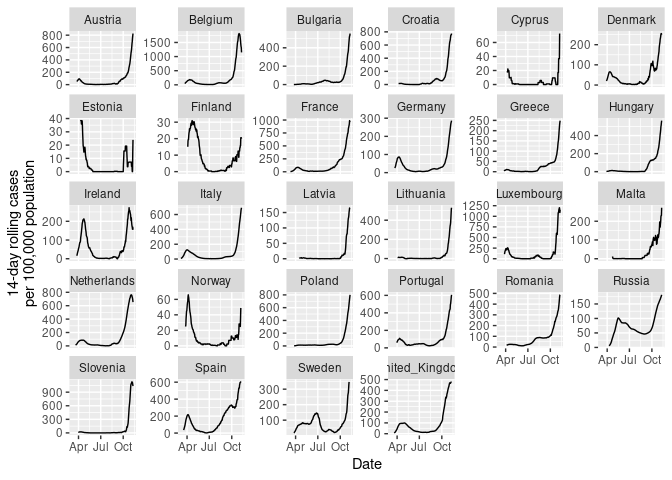 14-day rolling cases
per 100,000 population
Austria Belgium Bulgaria Croatia Cyprus Denmark
800 600 400 200 0
1500 1000 500 0
400 200 0
800 600 400 200 0
60 40 20 0
200 100 0
Estonia Finland France Germany Greece Hungary
40 30 20 10 0
30 20 10 0
1000 750 500 250 0
300 200 100 0
250 200 150 100 50 0
400 200 0
Ireland Italy Latvia Lithuania Luxembourg Malta
200 100 0
600 400 200 0
150 100 50 0
400 200 0
1250 1000 750 500 250 0
200 100 0
Netherlands Norway Poland Portugal Romania Russia
800 600 400 200 0
60 40 20 0
800 600 400 200 0
600 400 200 0
500 400 300 200 100 0
150 100 50 0
Apr Jul Oct Apr Jul Oct
Slovenia Spain Sweden nited_Kingdo
900 600 300 0
600 400 200 0
300 200 100
500 400 300 200 100 0
Apr Jul Oct Apr Jul Oct Apr Jul Oct Apr Jul Oct
Date